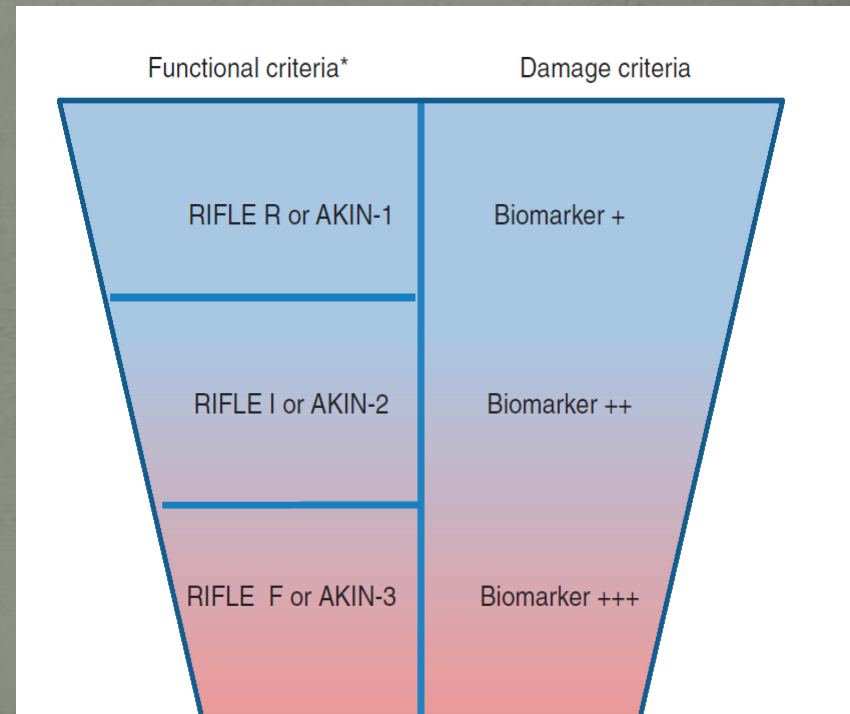 Functional criteria* Damage criteria
RIFLE R or AKIN-1 Biomarker +
RIFLE I or AKIN-2 Biomarker ++
RIFLE F or AKIN-3 Biomarker +++